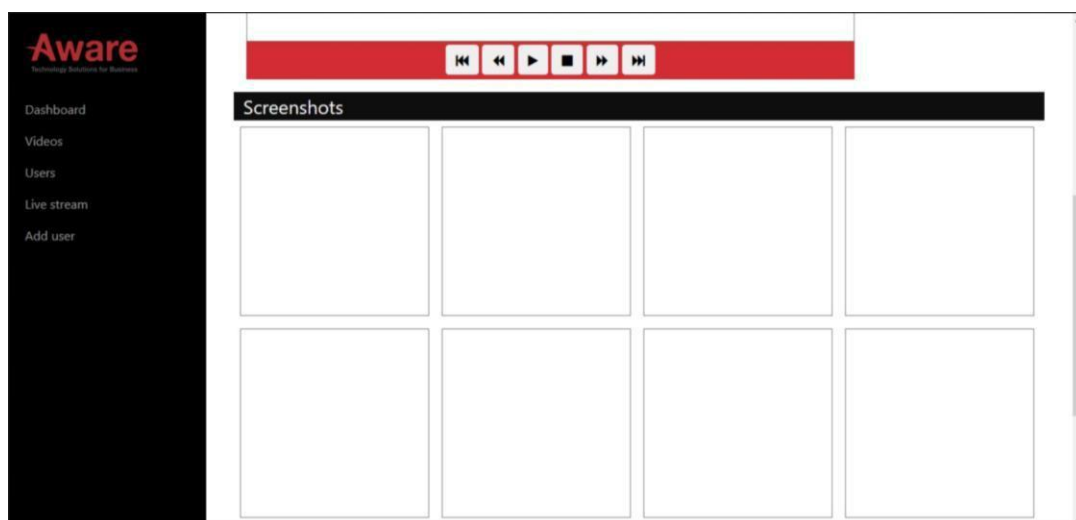 Aware
Technology Solutions for Business
Dashboard
Videos
Users
Live stream
Add user
Screenshots